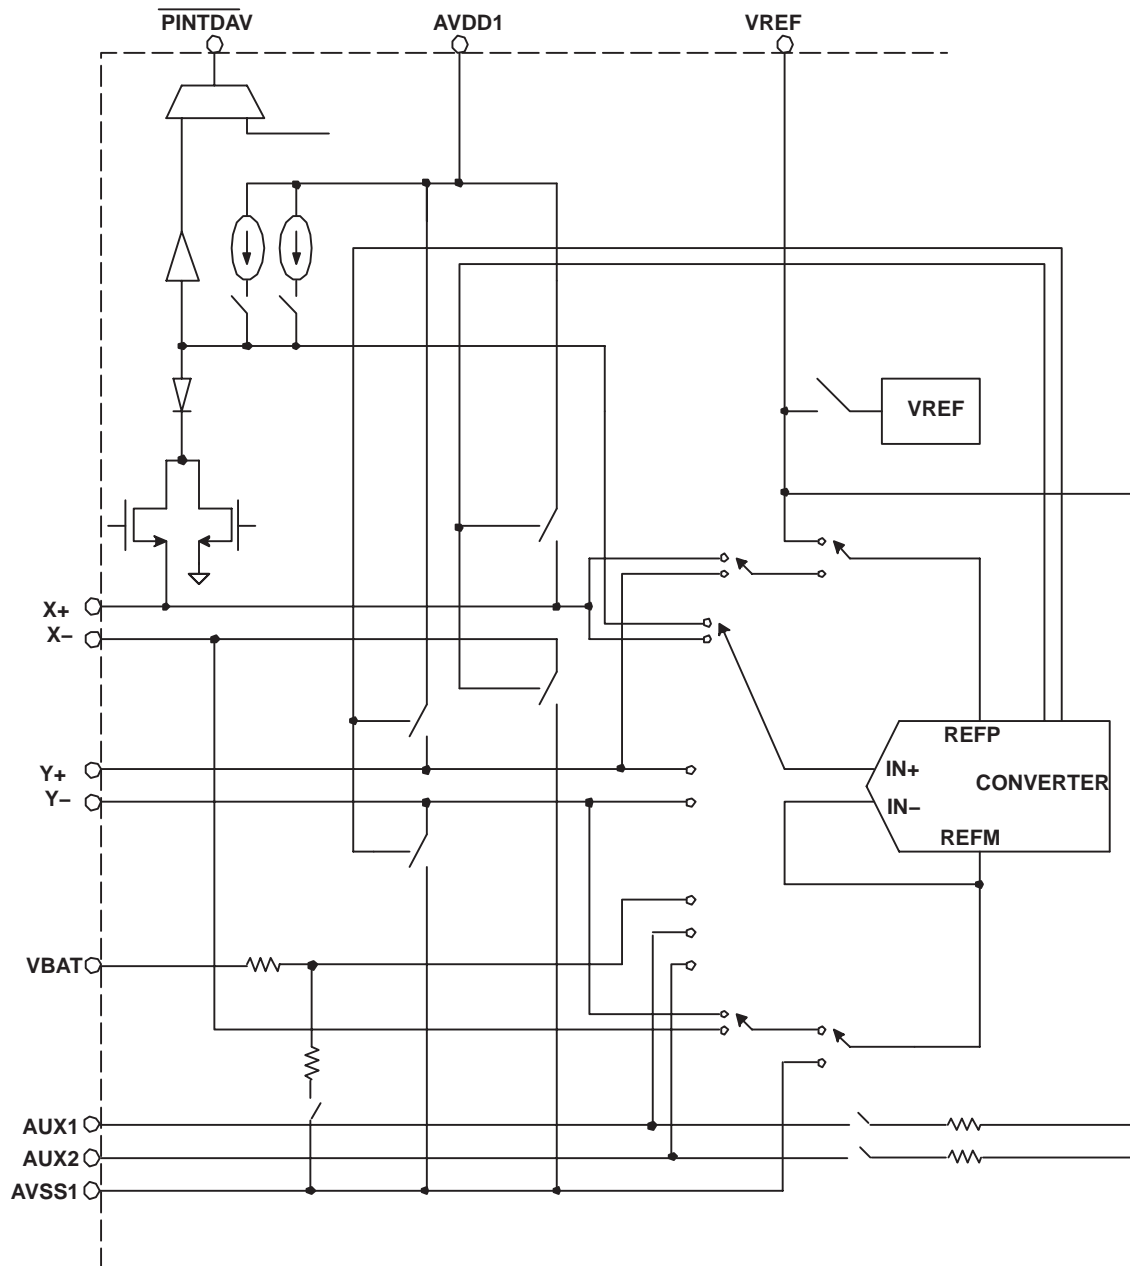 PINTDAV
AVDD1
VREF
VREF
X+
X–
REFP
Y+
IN+
CONVERTER
Y–
IN–
REFM
VBAT
AUX1
AUX2
AVSS1